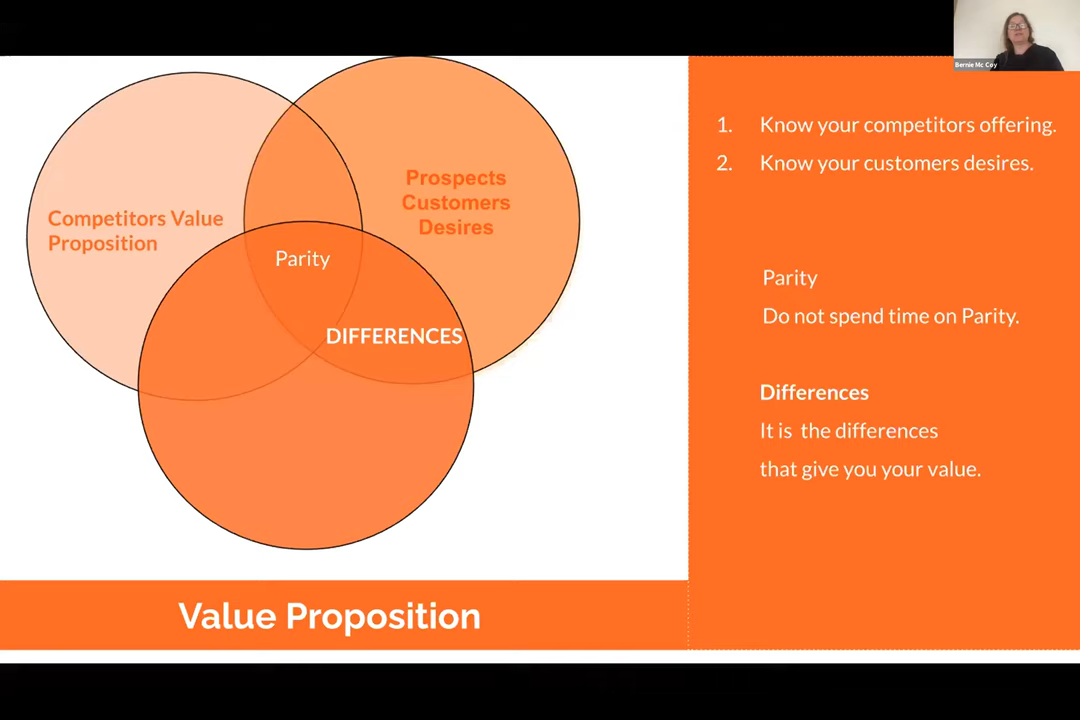 Bernie Mc Coy
Competitors Value
Proposition
Prospects
Customers
Desires
Parity
DIFFERENCES
Value Proposition
1. Know your competitors offering.
2. Know your customers desires.
Parity
Do not spend time on Parity.
Differences
It is the differences
that give you your value.